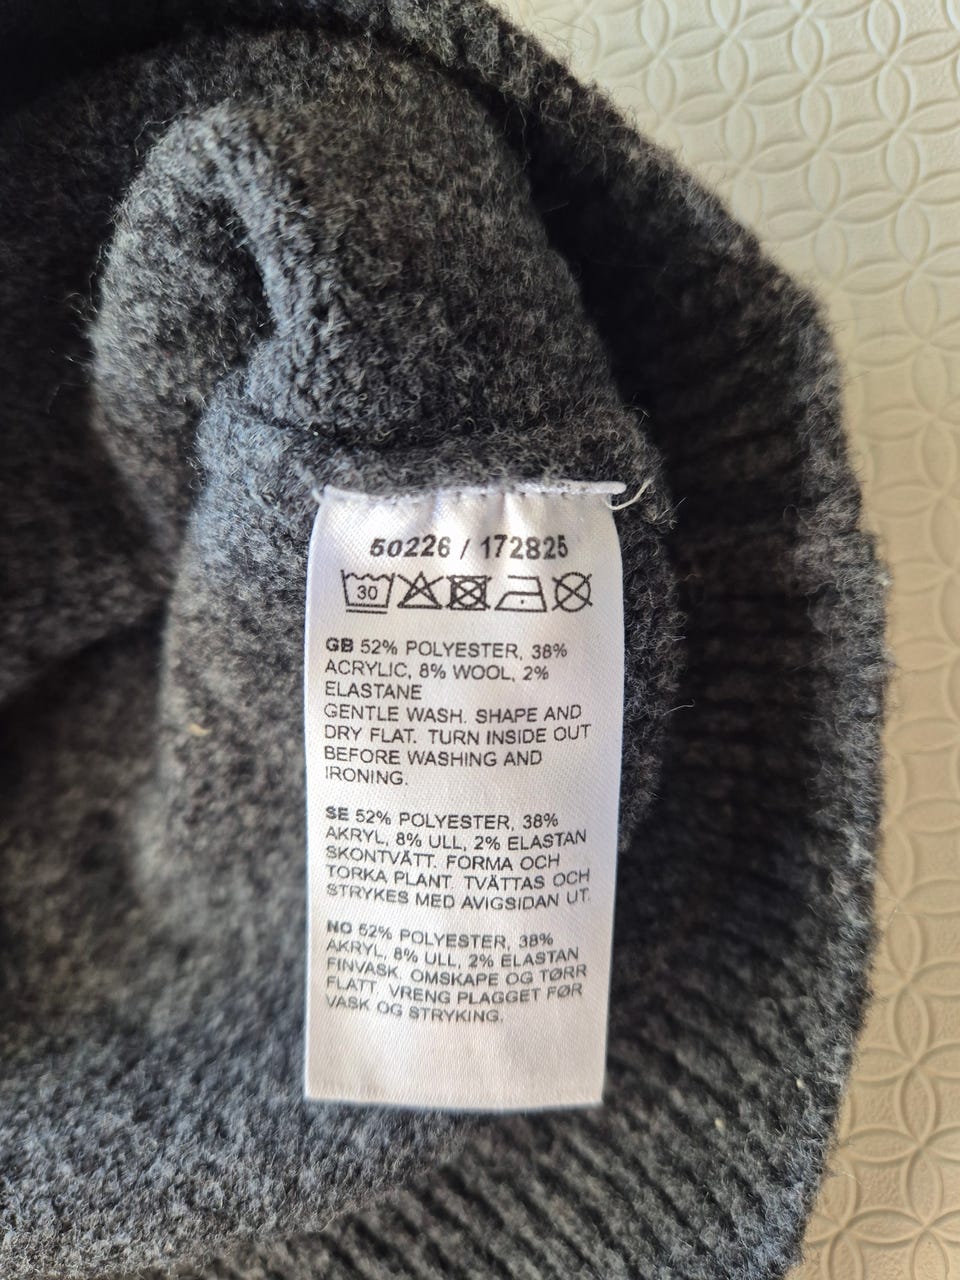 50226 / 172825
30
GB 52% POLYESTER, 38%
ACRYLIC, 8% WOOL, 2%
ELASTANE
GENTLE WASH. SHAPE AND
DRY FLAT. TURN INSIDE OUT
BEFORE WASHING AND
IRONING.
SE 52% POLYESTER, 38%
AKRYL, 8% ULL, 2% ELASTAN
SKONTVÄTT. FORMA OCH
TORKA PLANT. TVÄTTAS OCH
STRYKES MED AVIGSIDAN UT.
NO 52% POLYESTER, 38%
AKRYL, 8% ULL, 2% ELASTAN
FINVASK. OMSKAPE OG TØRR
FLATT. VRENG PLAGGET FØR
VASK OG STRYKING.